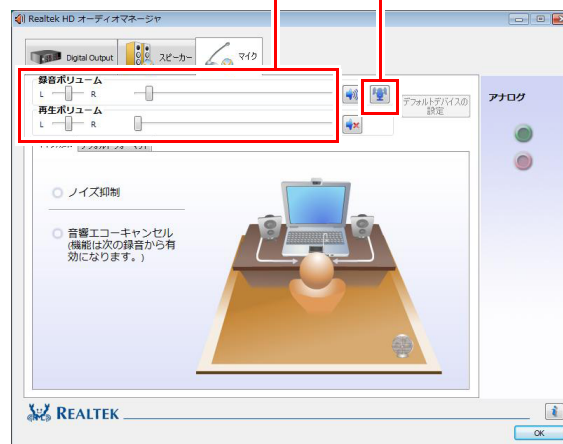 Realtek HD オーディオマネージャ
Digital Output
スピーカー
マイク
録音ボリューム
L R
再生ボリューム
L R
デフォルトデバイスの
設定
アナログ
ノイズ抑制
音響エコーキャンセル
(機能は次の録音から有
効になります。)
REALTEK
OK